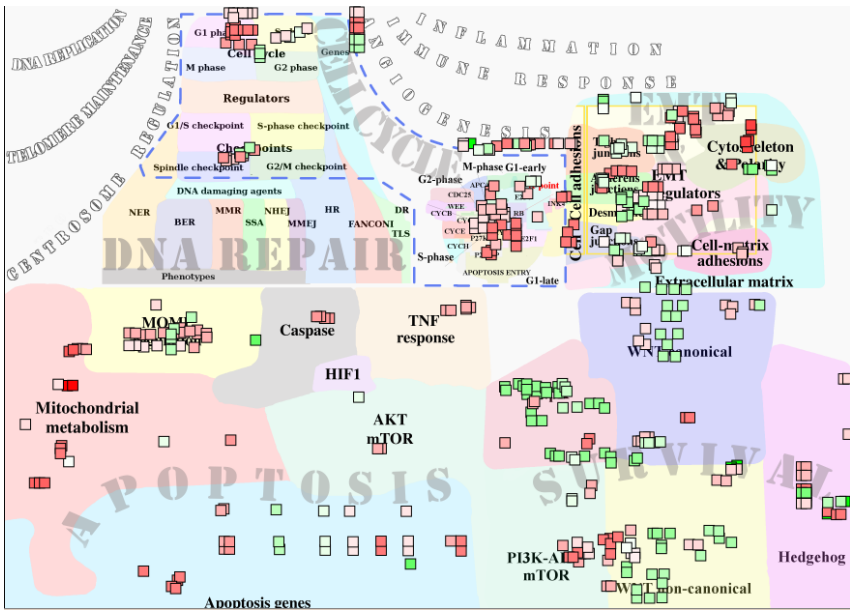 DNA REPLICATION
TELOMERE MAINTENANCE
CENTROSOME REGULATION
ANGIOGENESIS
IMMUNE RESPONSE
INFLAMMATION
CELL CYCLE
G1 phase
Cell Cycle
Genes
M phase
G2 phase
Regulators
G1/S checkpoint
S-phase checkpoint
Checkpoints
Spindle checkpoint
G2/M checkpoint
DNA damaging agents
NER
BER
MMR
SSA
NHEJ
MMEJ
HR
FANCONI
DR
TLS
DNA REPAIR
Phenotypes
M-phase
G1-early
G2-phase
CDC25
WEE
CYCB
CYCE
CYCH
RB
E2F1
S-phase
APOPTOSIS ENTRY
G1-late
EMT
MOTILITY
Cell adhesions
Cytoskeleton
& Polarity
EMT
regulators
Cell-matrix
adhesions
Extracellular matrix
Gap
Caspase
TNF
response
HIF1
AKT
mTOR
Mitochondrial
metabolism
APOPTOSIS
Apoptosis genes
WNT canonical
SURVIVAL
mTOR
WNT non-canonical
Hedgehog